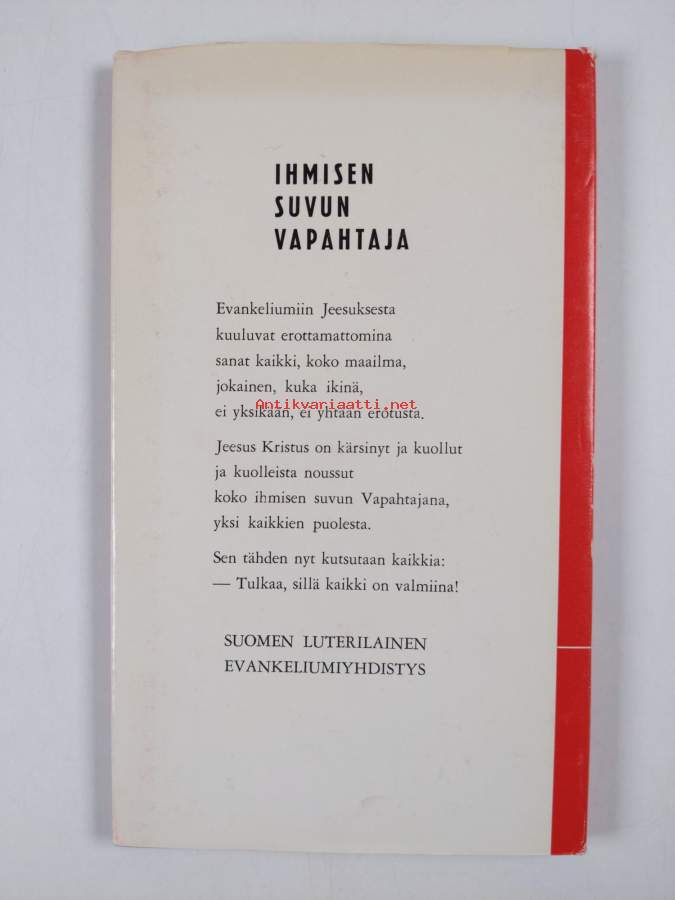 IHMISEN
SUVUN
VAPAHTAJA
Evankeliumiin Jeesuksesta
kuuluvat erottamattomina
sanat kaikki, koko maailma,
jokainen, kuka ikinä,
Antikvariaatti.net
ei yksikään, ei yhtään erotusta.
Jeesus Kristus on kärsinyt ja kuollut
ja kuolleista noussut
koko ihmisen suvun Vapahtajana,
yksi kaikkien puolesta.
Sen tähden nyt kutsutaan kaikkia:
— Tulkaa, sillä kaikki on valmiina!
SUOMEN LUTERILAINEN
EVANKELIUMIYHDISTYS